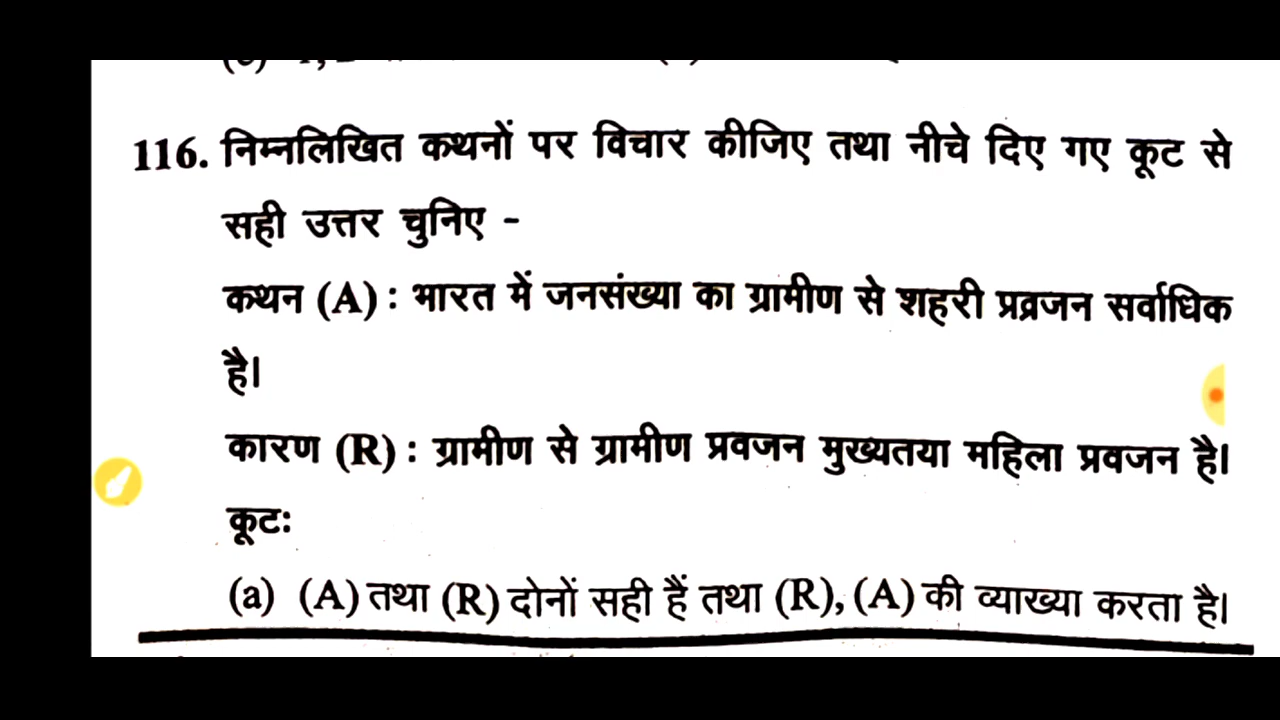 116. निम्नलिखित कथनों पर विचार कीजिए तथा नीचे दिए गए कूट से
सही उत्तर चुनिए -
कथन (A) : भारत में जनसंख्या का ग्रामीण से शहरी प्रव्रजन सर्वाधिक
है।
कारण (R) : ग्रामीण से ग्रामीण प्रवजन मुख्यतया महिला प्रवजन है।
कूटः
(a) (A) तथा (R) दोनों सही हैं तथा (R), (A) की व्याख्या करता है।